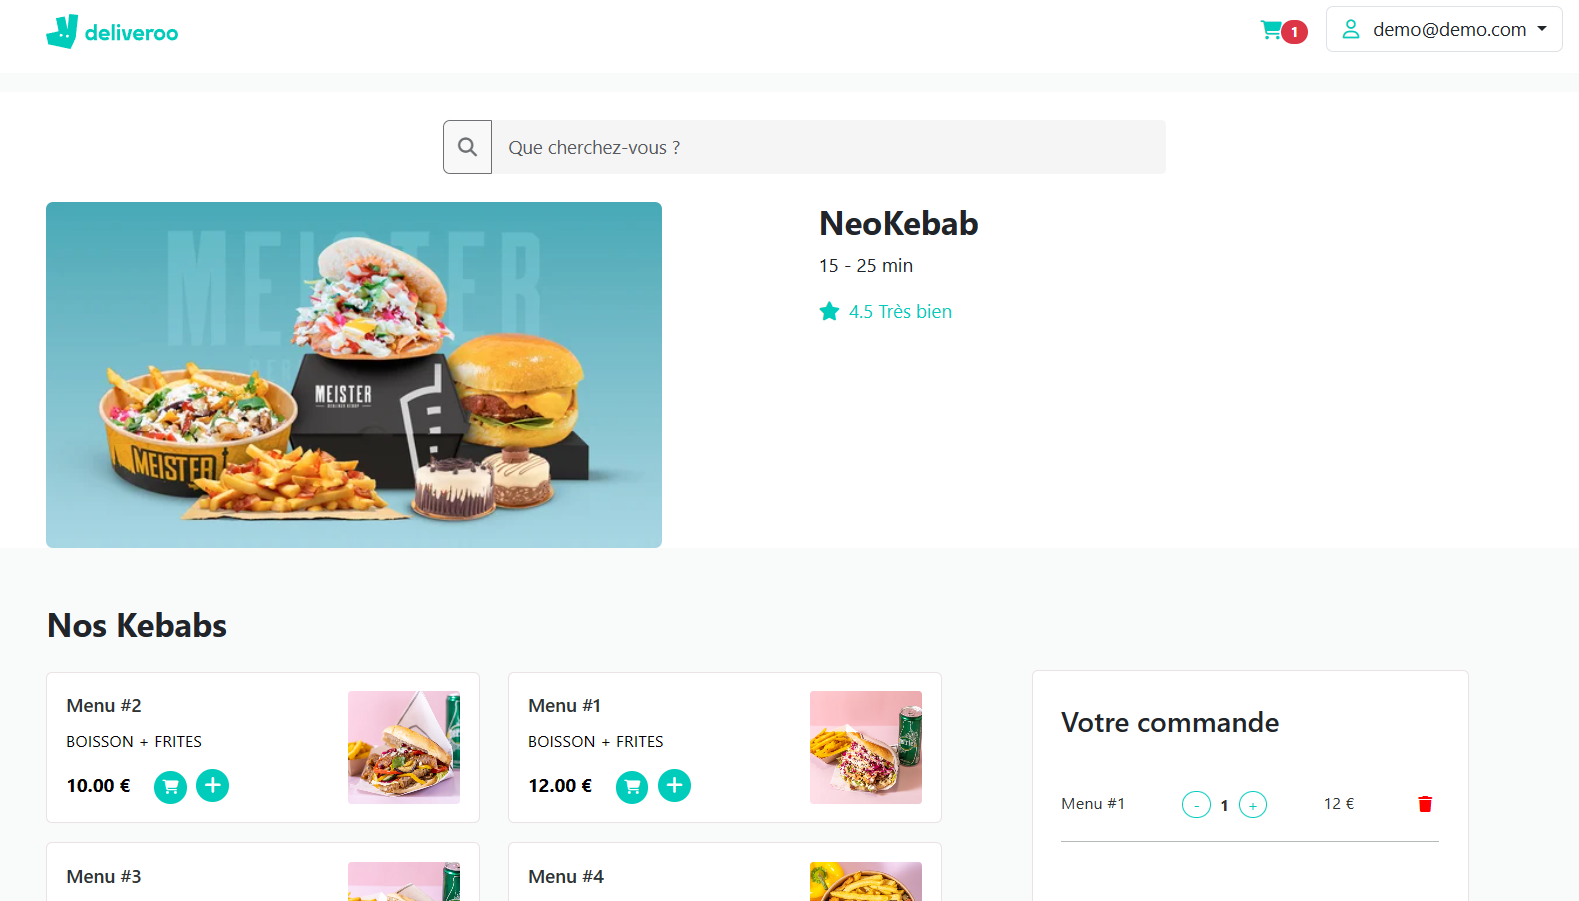 deliveroo
1
demo@demo.com
Que cherchez-vous ?
MEISTER
MEISTER
MEISTER
NeoKebab
15 - 25 min
4.5 Très bien
Nos Kebabs
Menu #2
BOISSON + FRITES
10.00 €
Menu #1
BOISSON + FRITES
12.00 €
Votre commande
Menu #1 - 1 + 12 €
Menu #3
Menu #4